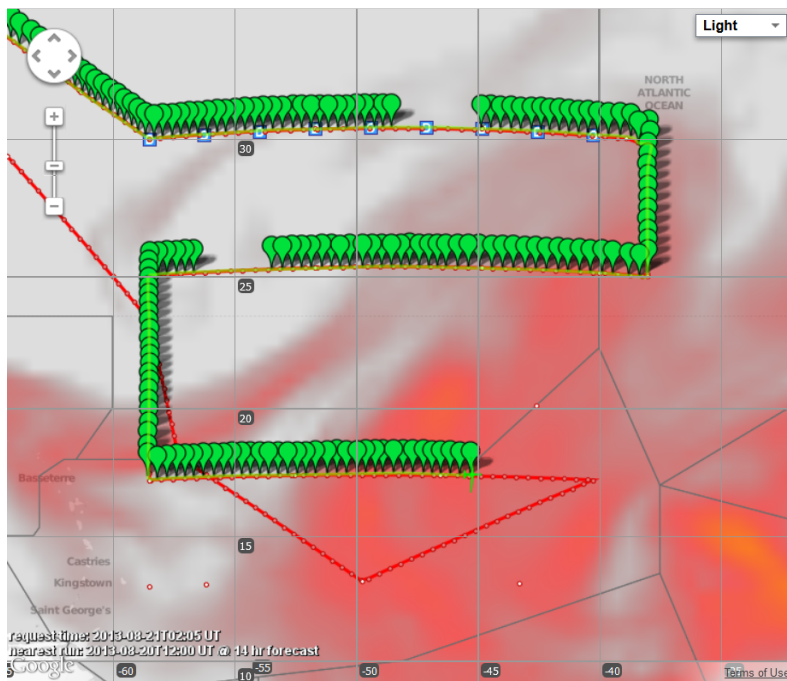 Light
NORTH
ATLANTIC
OCEAN
30
25
20
Basseterre
15
Castries
Kingstown
Saint George's
request time: 2013-08-21T02:05 UT
nearest run: 2013-08-20T12:00 UT @ 14 hr forecast
Google
-60
-55
-50
-45
-40
-35
10
Terms of Use